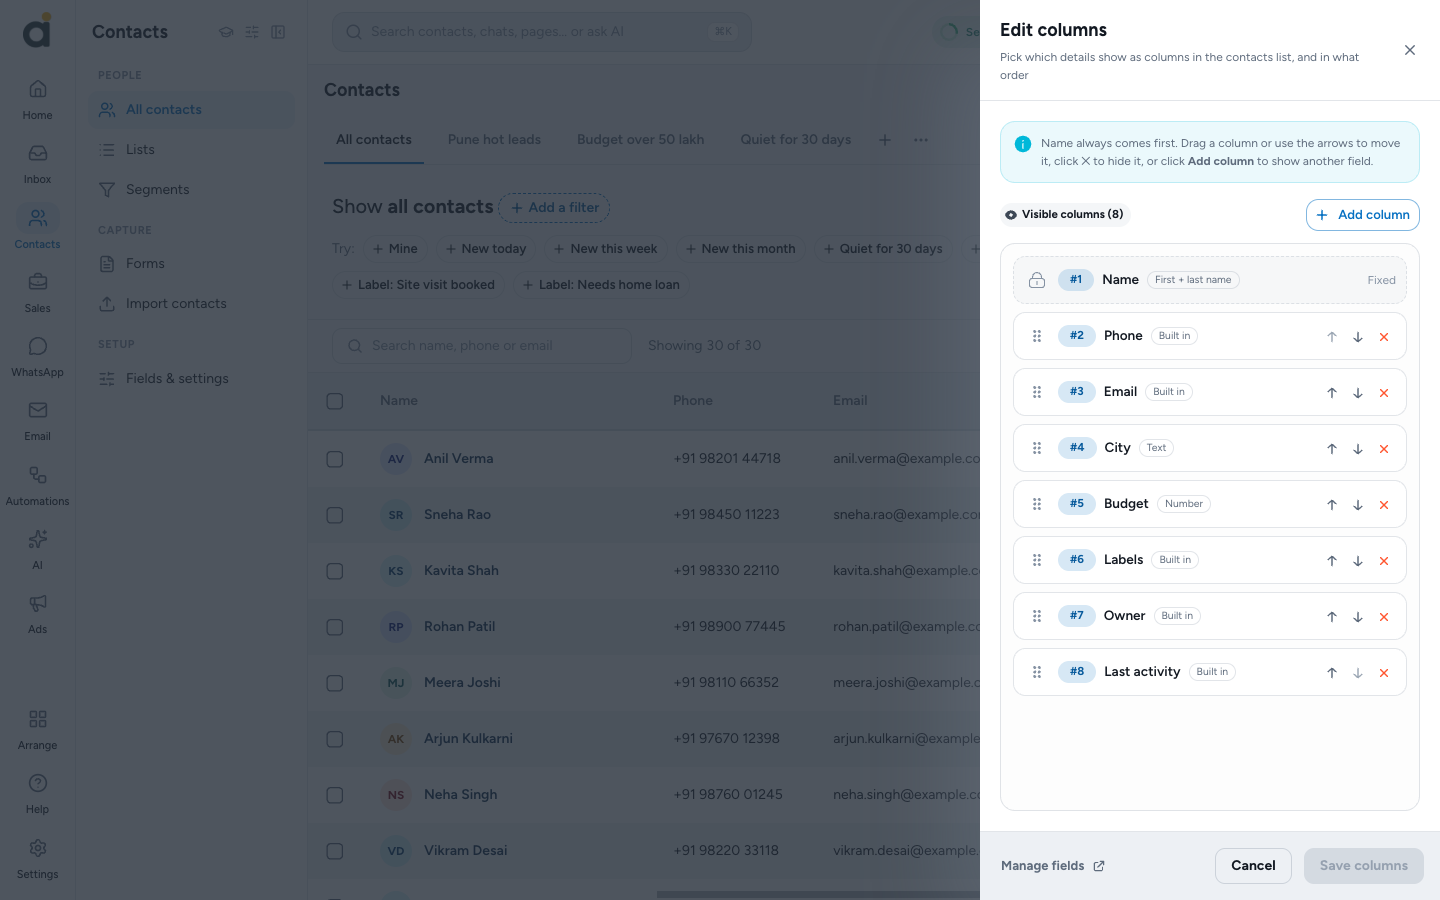 Contacts
Search contacts, chats, pages... or ask AI
⌘K
Se
Home
Inbox
Contacts
Sales
WhatsApp
Email
Automations
AI
Ads
Arrange
Help
Settings
PEOPLE
All contacts
Lists
Segments
CAPTURE
Forms
Import contacts
SETUP
Fields & settings
Contacts
All contacts
Pune hot leads
Budget over 50 lakh
Quiet for 30 days
Show all contacts
Add a filter
Try:
Mine
New today
New this week
New this month
Quiet for 30 days
Label: Site visit booked
Label: Needs home loan
Search name, phone or email
Showing 30 of 30
Name Phone Email
AV Anil Verma +91 98201 44718 anil.verma@example.co
SR Sneha Rao +91 98450 11223 sneha.rao@example.co
KS Kavita Shah +91 98330 22110 kavita.shah@example.c
RP Rohan Patil +91 98900 77445 rohan.patil@example.c
MJ Meera Joshi +91 98110 66352 meera.joshi@example.c
AK Arjun Kulkarni +91 97670 12398 arjun.kulkarni@example
NS Neha Singh +91 98760 01245 neha.singh@example.c
VD Vikram Desai +91 98220 33118 vikram.desai@example.
Edit columns
Pick which details show as columns in the contacts list, and in what
order
Name always comes first. Drag a column or use the arrows to move
it, click ✕ to hide it, or click Add column to show another field.
Visible columns (8)
Add column
#1 Name First + last name Fixed
#2 Phone Built in
#3 Email Built in
#4 City Text
#5 Budget Number
#6 Labels Built in
#7 Owner Built in
#8 Last activity Built in
Manage fields
Cancel
Save columns